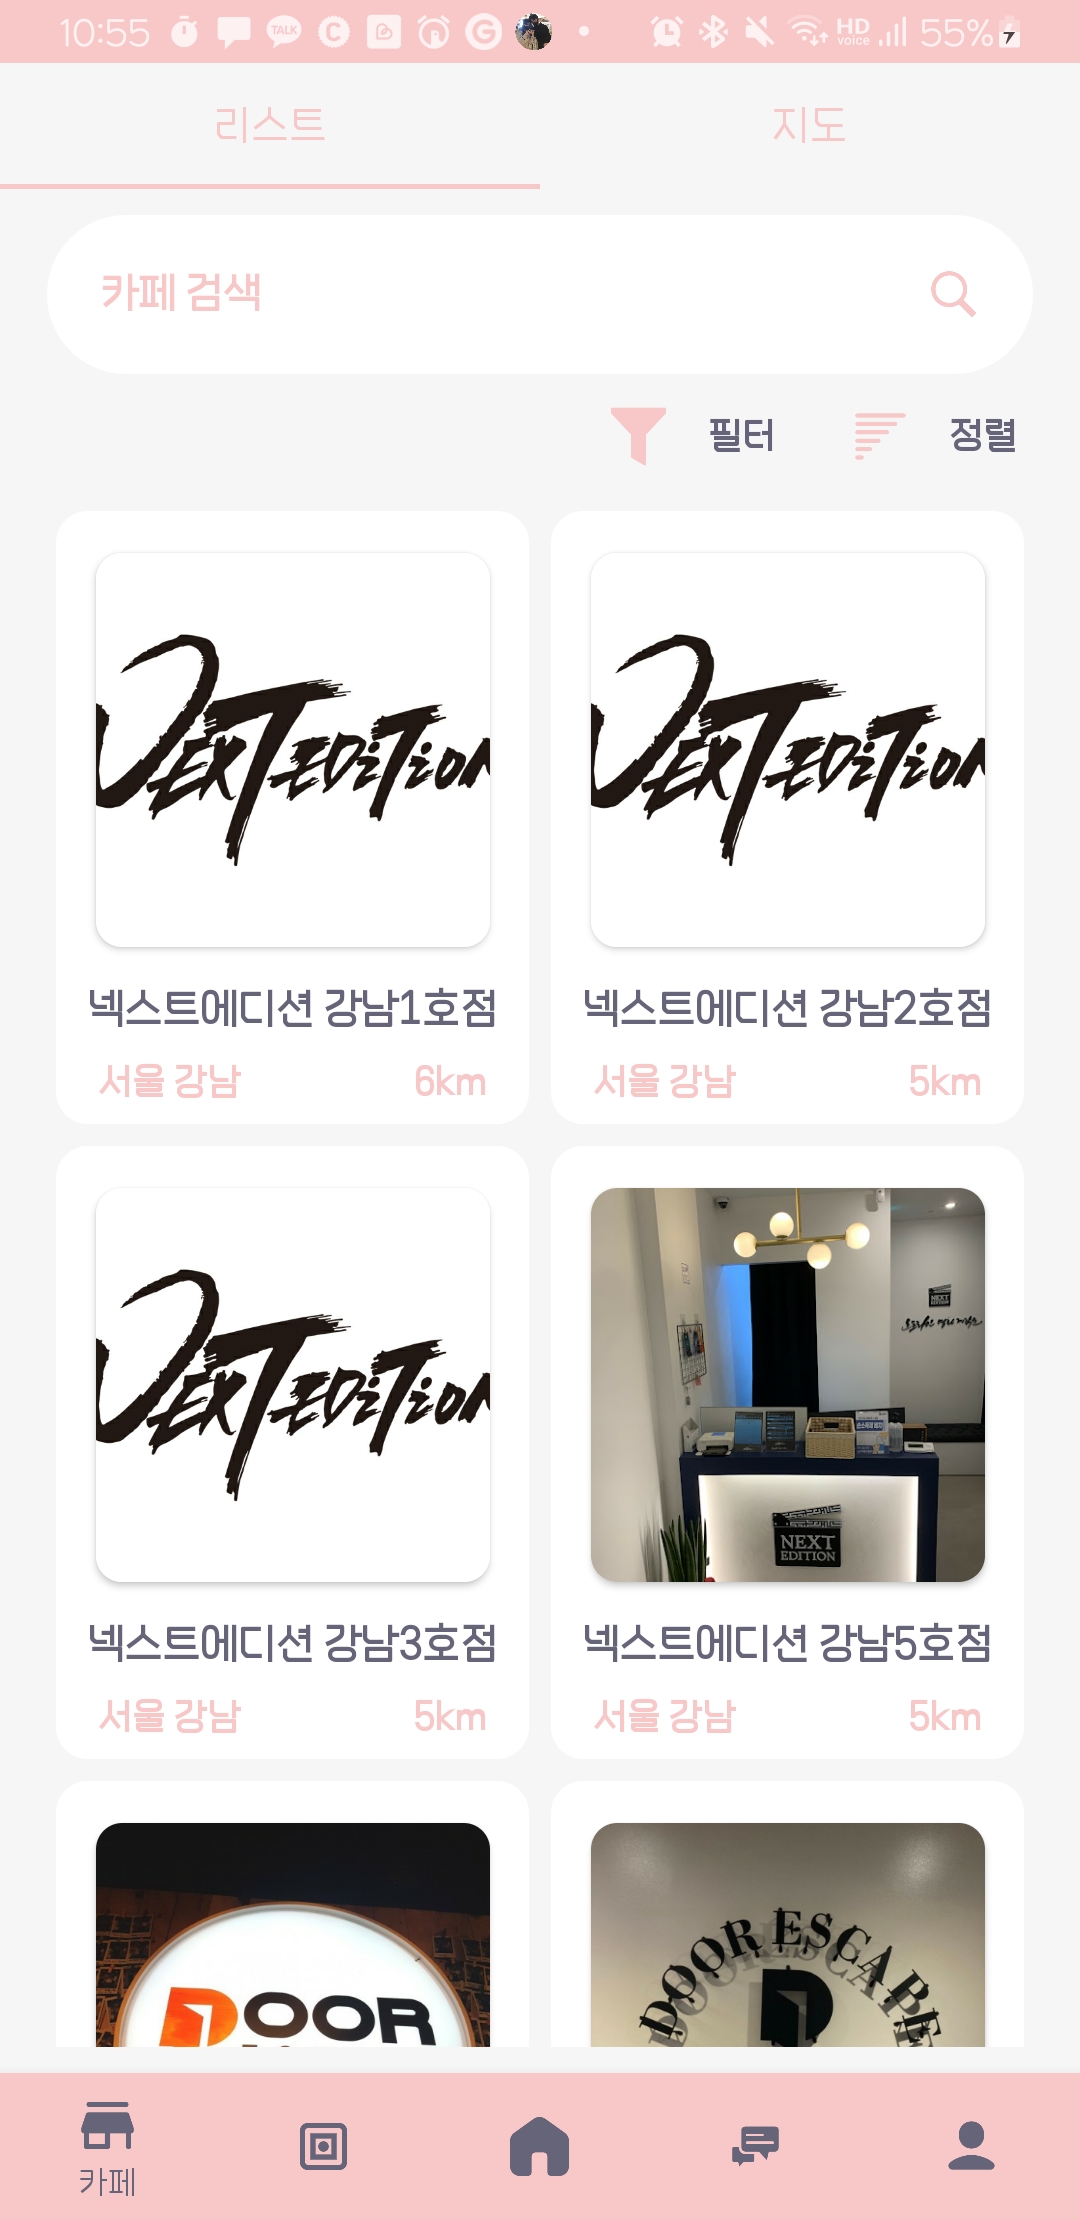 10:55
TALK
HD voice
55%
리스트
지도
카페 검색
필터
정렬
NEXT EDITION
NEXT EDITION
넥스트에디션 강남1호점
넥스트에디션 강남2호점
서울 강남
6km
서울 강남
5km
NEXT EDITION
NEXT
EDITION
NEXT
EDITION
넥스트에디션 강남3호점
넥스트에디션 강남5호점
서울 강남
5km
서울 강남
5km
DOOR
DOOR ESCAPE
카페